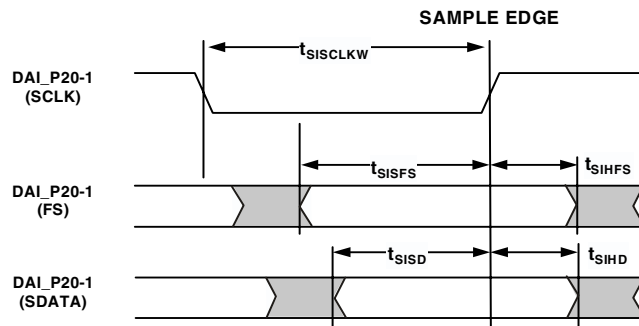 SAMPLE EDGE
tSISCLKW
DAI_P20-1
(SCLK)
tSISFS
tSIHFS
DAI_P20-1
(FS)
tSISD
tSIHD
DAI_P20-1
(SDATA)